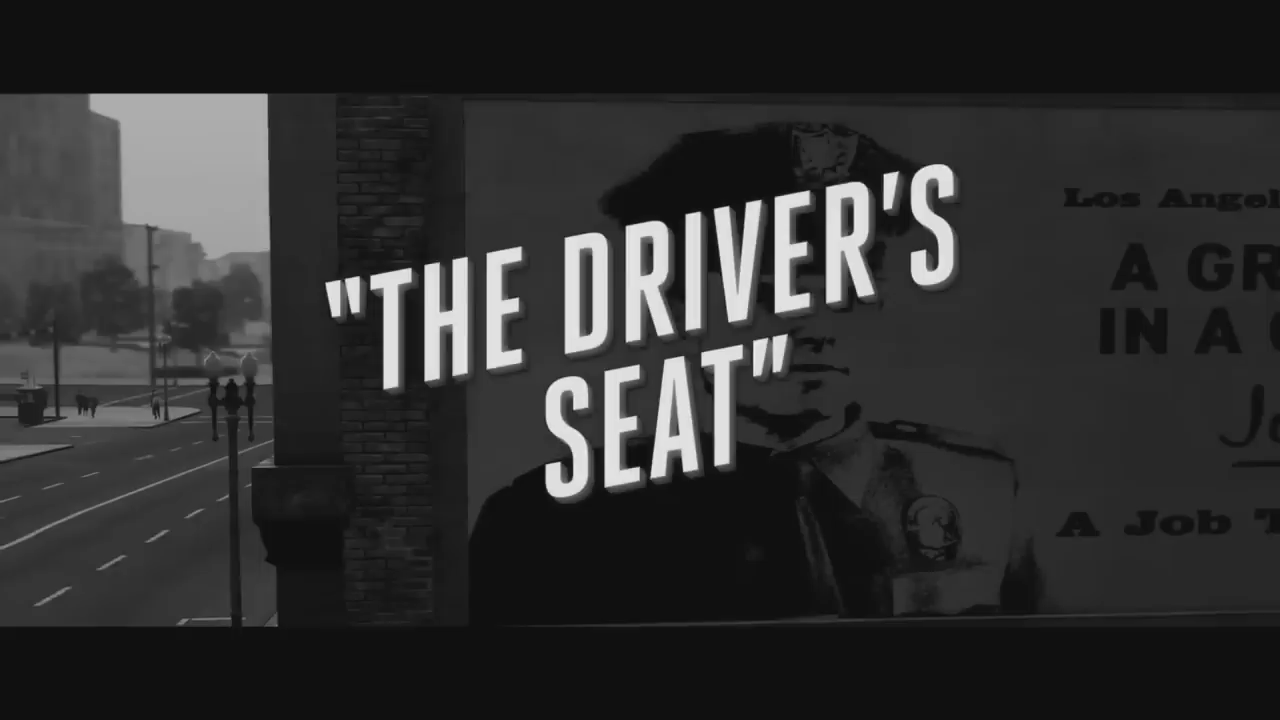 "THE DRIVER'S
SEAT"
Los Angel
A GR
IN A
A Job T